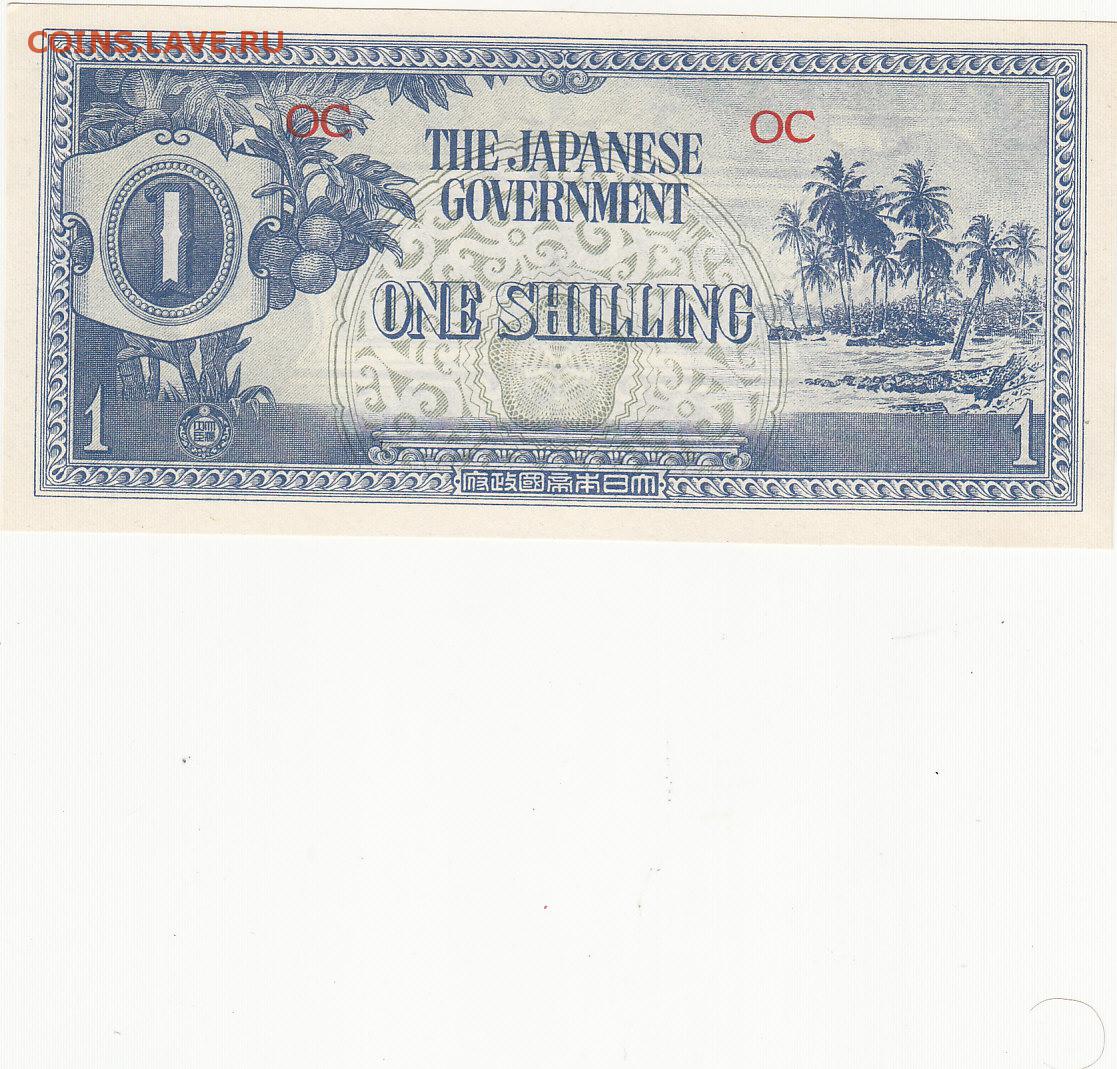 COINS.LAVE.RU
OC OC
THE JAPANESE
GOVERNMENT
1
ONE SHILLING
1 1
大日本帝國政府